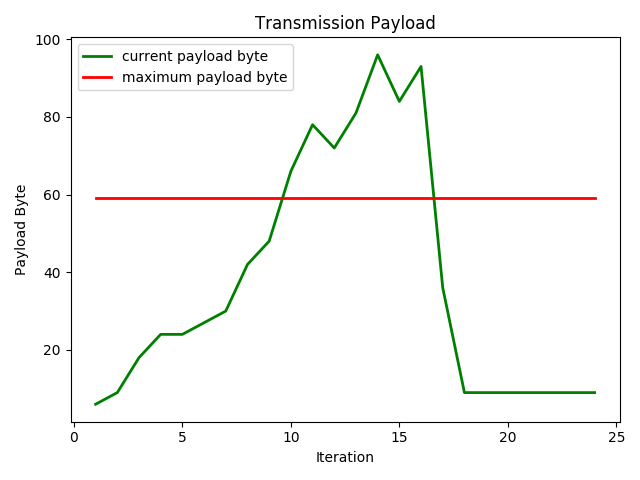 Transmission Payload
current payload byte
maximum payload byte
Payload Byte
100
80
60
40
20
0 5 10 15 20 25
Iteration